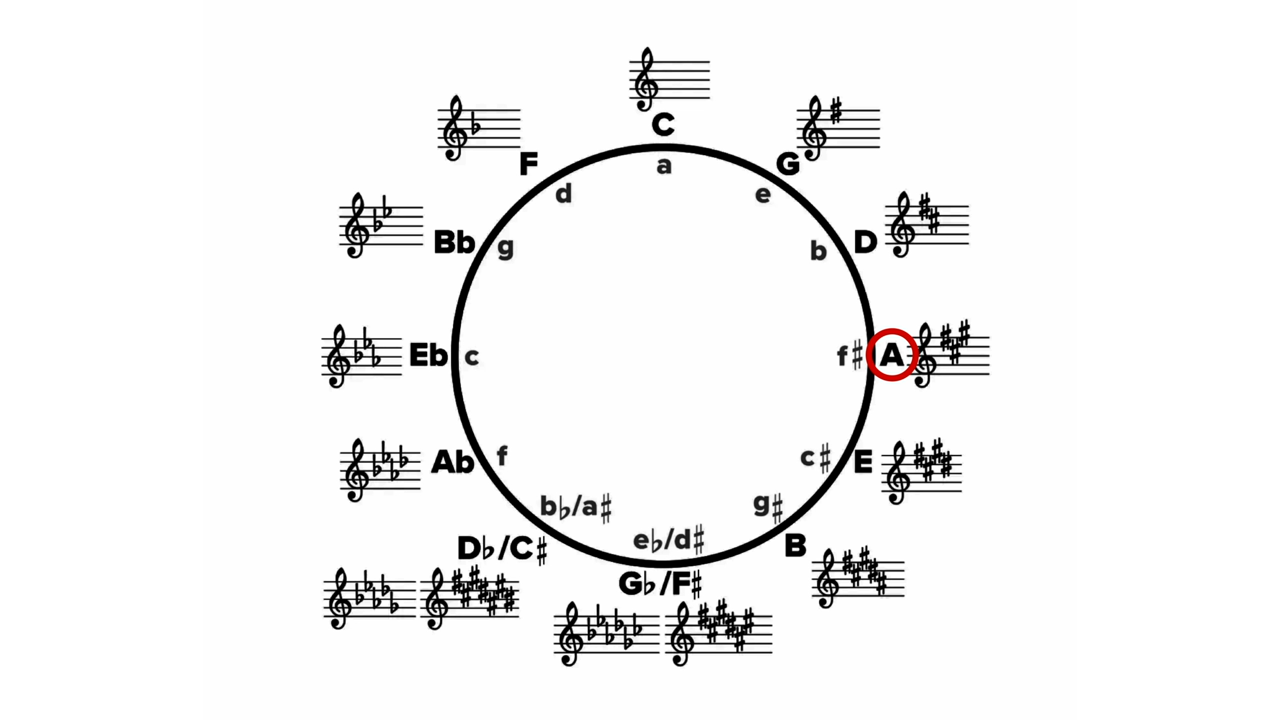 C
a
F
G
d
e
Bb
g
b
D
Eb
c
f♯
A
Ab
f
c♯
E
b♭/a♯
g♯
e♭/d♯
D♭/C♯
B
G♭/F♯